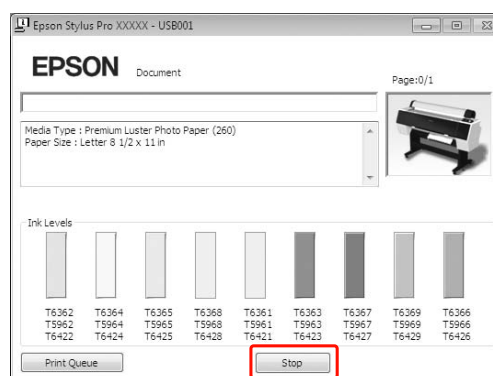 Epson Stylus Pro XXXXX - USB001
EPSON Document
Page:0/1
Media Type : Premium Luster Photo Paper (260)
Paper Size : Letter 8 1/2 x 11 in
Ink Levels
T6362 T6364 T6365 T6368 T6361 T6363 T6367 T6369 T6366
T5962 T5964 T5965 T5968 T5961 T5963 T5967 T5969 T5966
T6422 T6424 T6425 T6428 T6421 T6423 T6427 T6429 T6426
Print Queue Stop